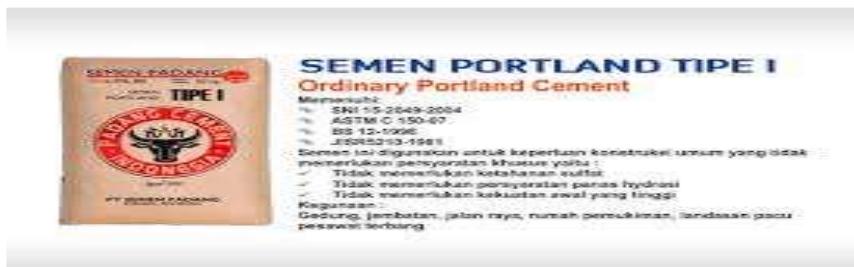 SEMEN PADANG
TIPE I
PADANG CEMENT
INDONESIA
PT SEMEN PADANG
SEMEN PORTLAND TIPE I
Ordinary Portland Cement
Memenuhi:
SNI 15-2049-2004
ASTM C 150-07
BS 12-1996
Semen ini digunakan untuk keperluan konstruksi umum yang tidak
memerlukan persyaratan khusus yaitu :
Tidak memerlukan ketahanan sulfat
Tidak memerlukan persyaratan panas hydrasi
Tidak memerlukan kekuatan awal yang tinggi
Kegunaan :
Gedung, jembatan, jalan raya, rumah pemukiman, landasan pacu
pesawat terbang